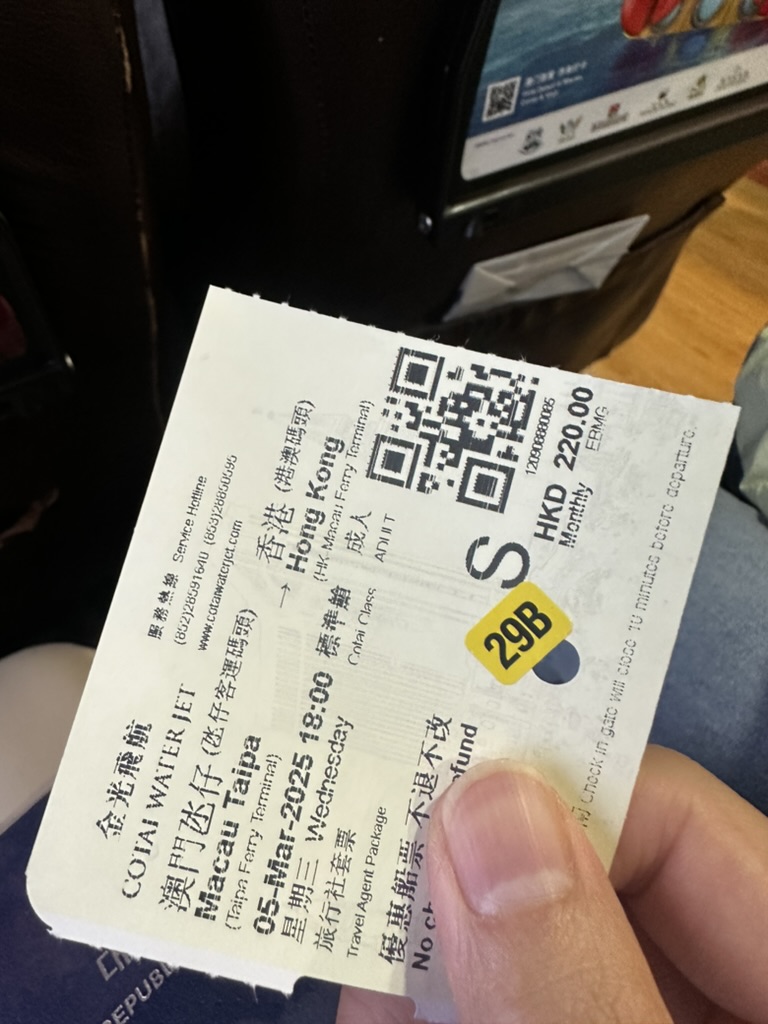 服務熱線 Service Hotline
(852)28591640 (853)28850595
www.cotaiwaterjet.com
金光飛航
COTAI WATER JET
澳門氹仔 (氹仔客運碼頭) → 香港 (港澳碼頭)
Macau Taipa Hong Kong
(Taipa Ferry Terminal) (HK-Macau Ferry Terminal)
05-Mar-2025 18:00 標準艙 成人
星期三 Wednesday Cotai Class ADULT
旅行社套票
Travel Agent Package
優惠船票 不退不改
No efund
S
29B
HKD 220.00
Monthly EBMG
Check in gate will close 10 minutes before departure.
REPUB